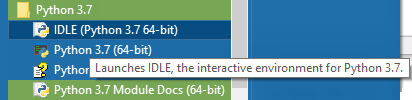 Python 3.7
IDLE (Python 3.7 64-bit)
Python 3.7 (64-bit)
Python
Launches IDLE, the interactive environment for Python 3.7.
Python 3.7 Module Docs (64-bit)